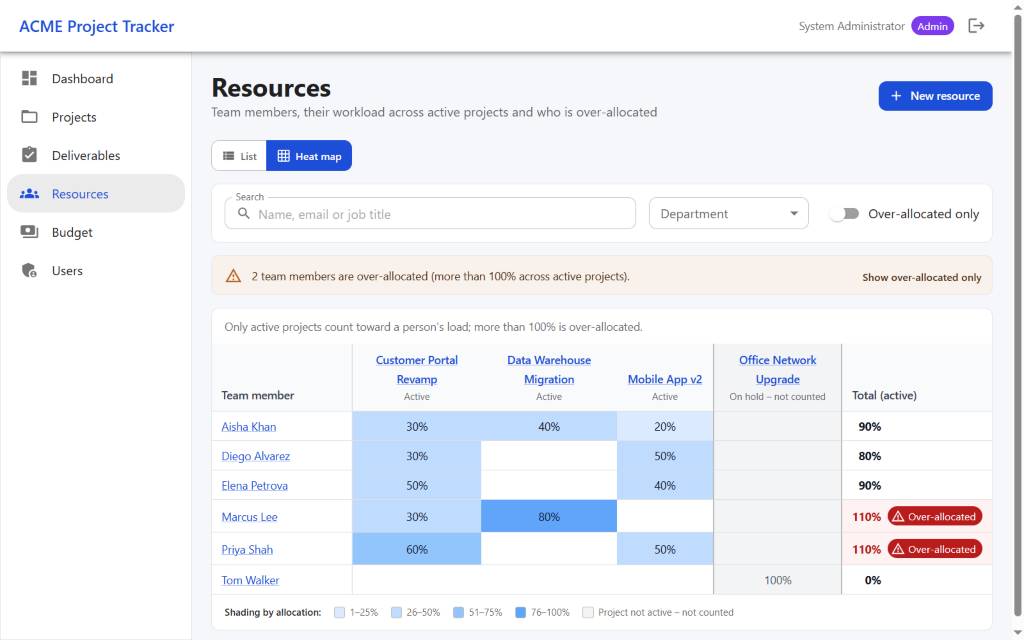 ACME Project Tracker
System Administrator Admin
Dashboard
Projects
Deliverables
Resources
Budget
Users
Resources
Team members, their workload across active projects and who is over-allocated
+ New resource
List Heat map
Search
Name, email or job title
Department
Over-allocated only
2 team members are over-allocated (more than 100% across active projects).
Show over-allocated only
Only active projects count toward a person's load; more than 100% is over-allocated.
Team member
Customer Portal
Revamp
Active
Data Warehouse
Migration
Active
Mobile App v2
Active
Office Network
Upgrade
On hold – not counted
Total (active)
Aisha Khan 30% 40% 20% 90%
Diego Alvarez 30% 50% 80%
Elena Petrova 50% 40% 90%
Marcus Lee 30% 80% 110% Over-allocated
Priya Shah 60% 50% 110% Over-allocated
Tom Walker 100% 0%
Shading by allocation: 1–25% 26–50% 51–75% 76–100% Project not active – not counted